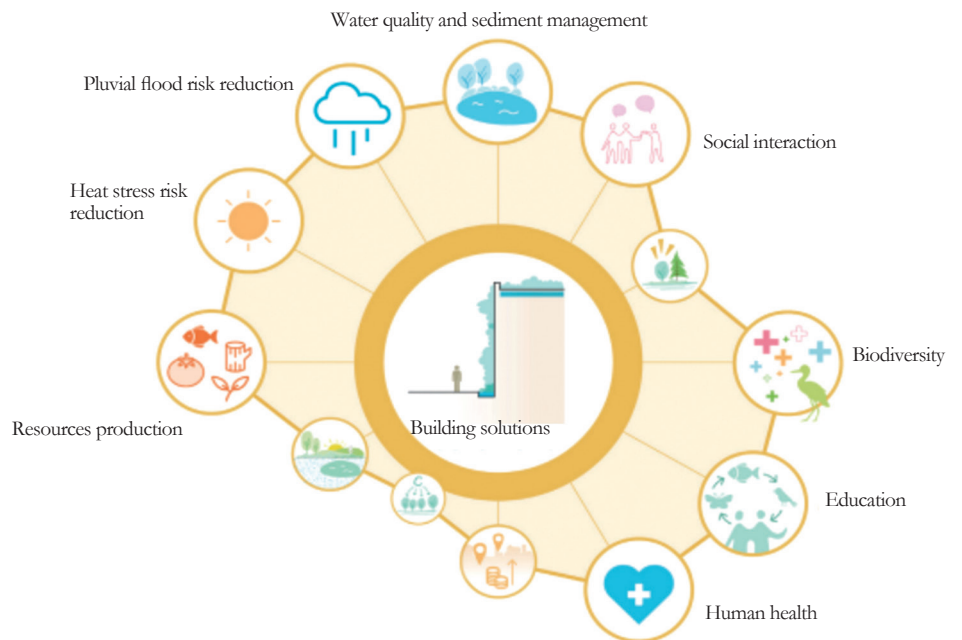 Water quality and sediment management
Pluvial flood risk reduction
Social interaction
Heat stress risk
reduction
Biodiversity
Resources production
Building solutions
C
Education
Human health